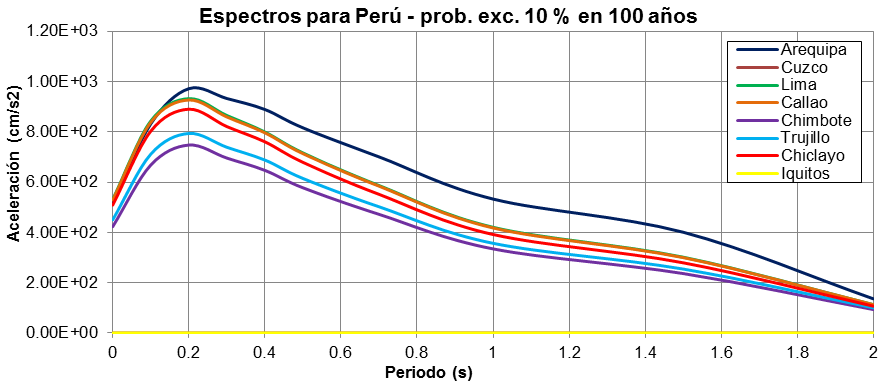 Espectros para Perú - prob. exc. 10 % en 100 años
1.20E+03
1.00E+03
8.00E+02
6.00E+02
4.00E+02
2.00E+02
0.00E+00
Aceleración (cm/s2)
Arequipa
Cuzco
Lima
Callao
Chimbote
Trujillo
Chiclayo
Iquitos
0 0.2 0.4 0.6 0.8 1 1.2 1.4 1.6 1.8 2
Periodo (s)